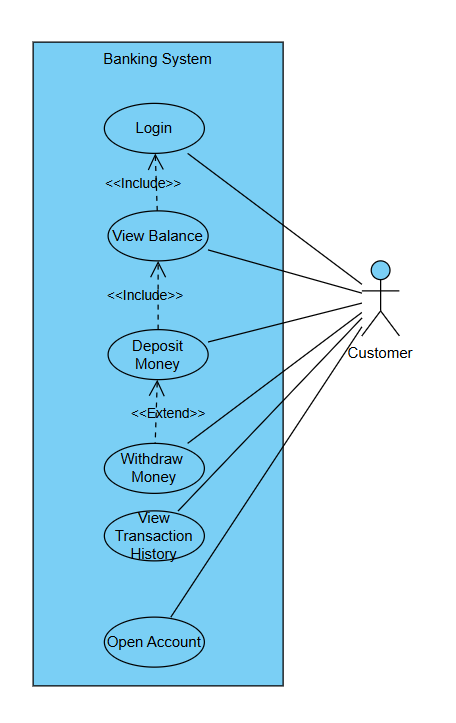 Banking System
Login
<<Include>>
View Balance
<<Include>>
Deposit
Money
Customer
<<Extend>>
Withdraw
Money
View
Transaction
History
Open Account